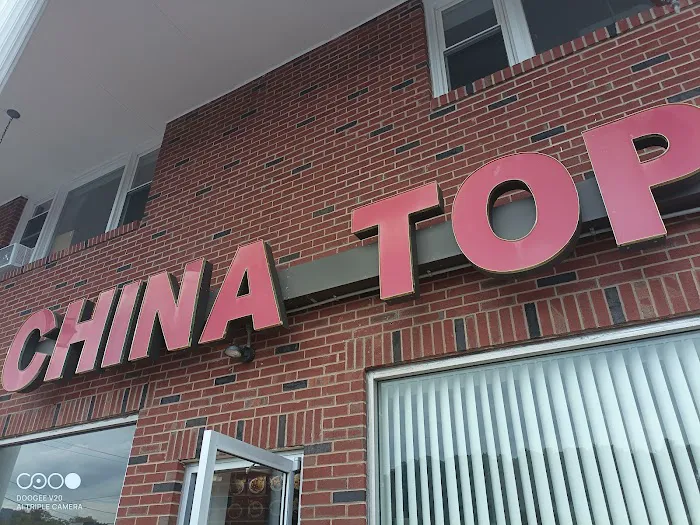 CHINA TOP
DOOGEE V20
AI TRIPLE CAMERA